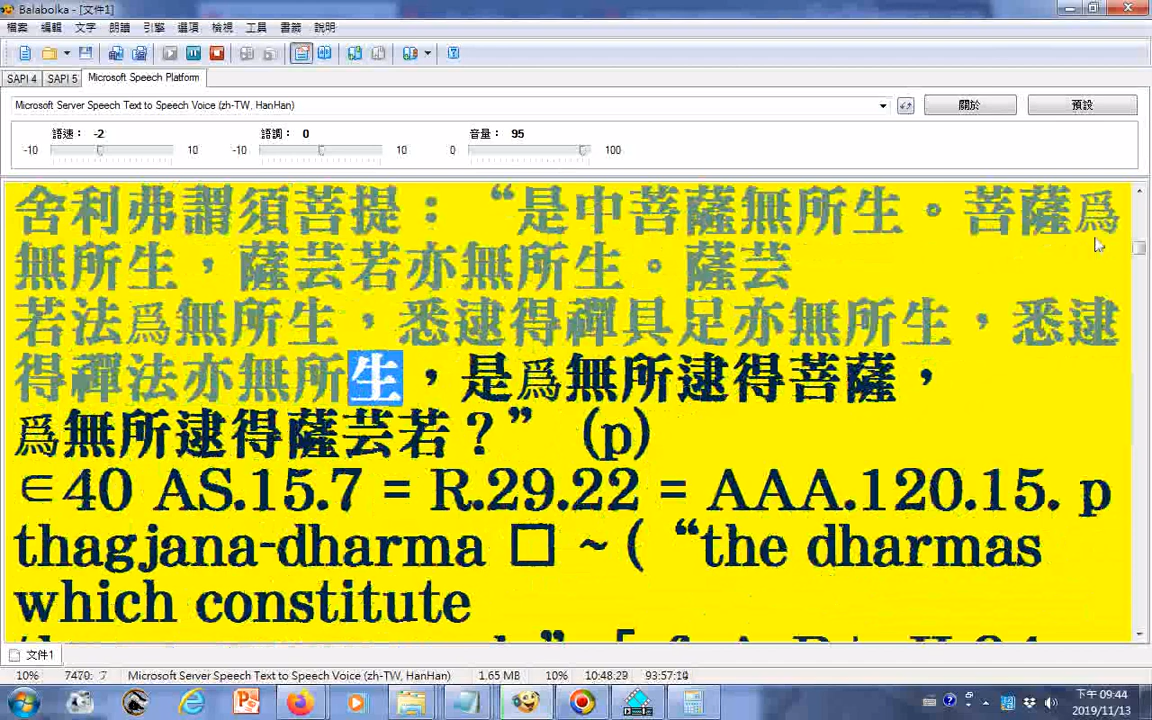 Balabolka - [文件1]
檔案 編輯 文字 朗讀 引擎 選項 檢視 工具 書籤 說明
SAPI 4 SAPI 5 Microsoft Speech Platform
Microsoft Server Speech Text to Speech Voice (zh-TW, HanHan) 關於 預設
語速： -2 語調： 0 音量： 95
-10 10 -10 10 0 100
舍利弗謂須菩提：“是中菩薩無所生。菩薩爲
無所生，薩芸若亦無所生。薩芸
若法爲無所生，悉逮得禪具足亦無所生，悉逮
得禪法亦無所生，是爲無所逮得菩薩，
爲無所逮得薩芸若？” (p)
∈40 AS.15.7 = R.29.22 = AAA.120.15. p
thagjana-dharma □ ~ ( “the dharmas
which constitute
文件1
10% Microsoft Server Speech Text to Speech Voice (zh-TW, HanHan) 1.65 MB 10% 10:48:29
下午 09:44
2019/11/13